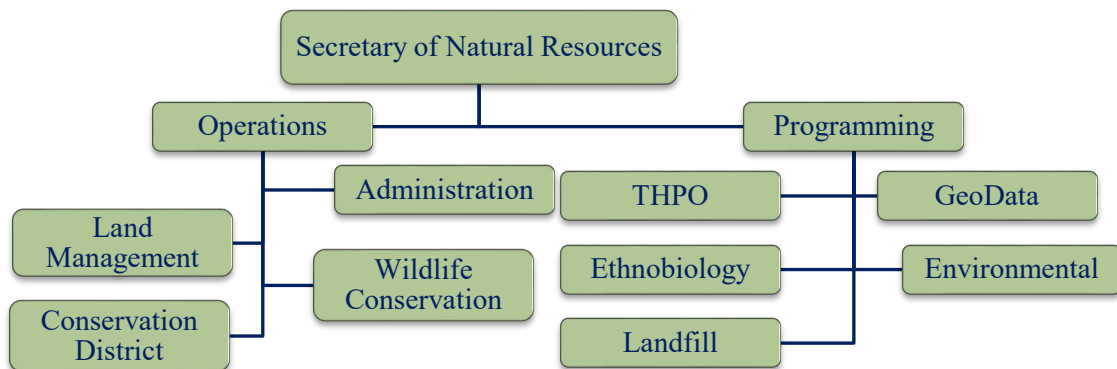 Secretary of Natural Resources
Operations
Programming
Administration
THPO
GeoData
Land
Management
Wildlife
Conservation
Ethnobiology
Environmental
Conservation
District
Landfill